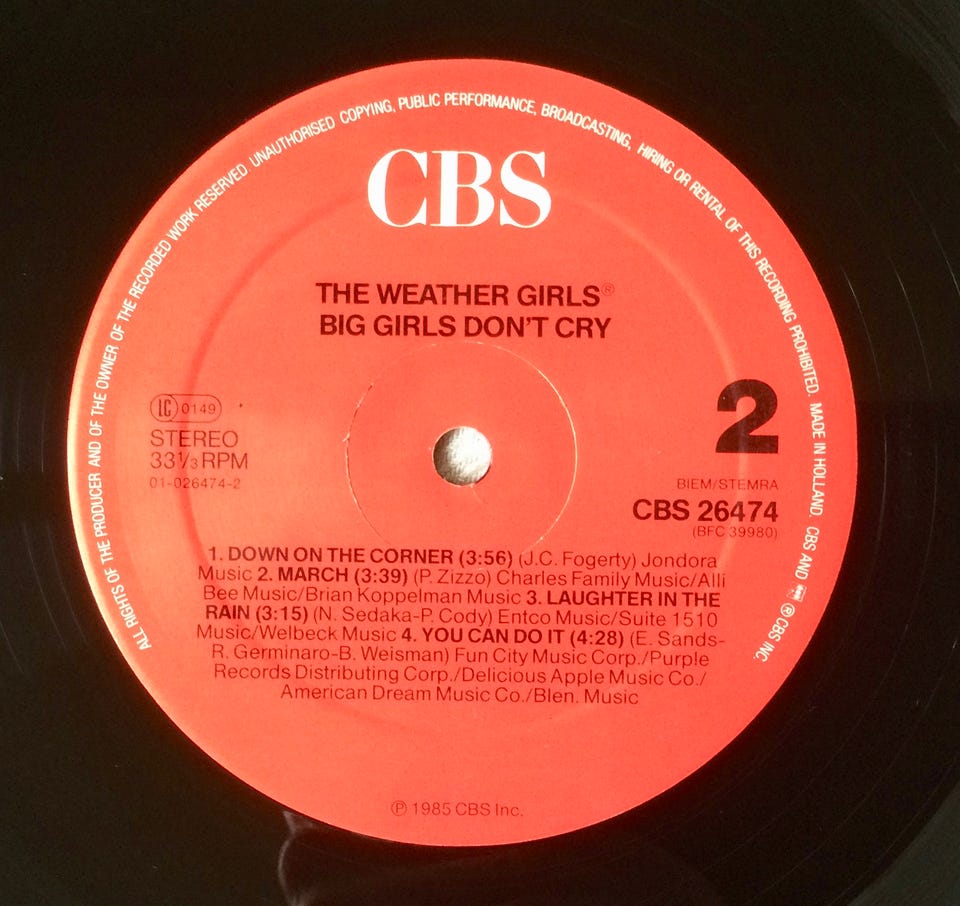 ALL RIGHTS OF THE PRODUCER AND OF THE OWNER OF THE RECORDED WORK RESERVED. UNAUTHORISED COPYING, PUBLIC PERFORMANCE, BROADCASTING, HIRING OR RENTAL OF THIS RECORDING PROHIBITED. MADE IN HOLLAND. CBS AND ® CBS INC.
CBS
THE WEATHER GIRLS®
BIG GIRLS DON'T CRY
LC 0149
STEREO
33⅓ RPM
01-026474-2
2
BIEM/STEMRA
CBS 26474
(BFC 39980)
1. DOWN ON THE CORNER (3:56) (J.C. Fogerty) Jondora
Music 2. MARCH (3:39) (P. Zizzo) Charles Family Music/Alli
Bee Music/Brian Koppelman Music 3. LAUGHTER IN THE
RAIN (3:15) (N. Sedaka-P. Cody) Entco Music/Suite 1510
Music/Welbeck Music 4. YOU CAN DO IT (4:28) (E. Sands-
R. Germinaro-B. Weisman) Fun City Music Corp./Purple
Records Distributing Corp./Delicious Apple Music Co./
American Dream Music Co./Blen. Music
℗ 1985 CBS Inc.